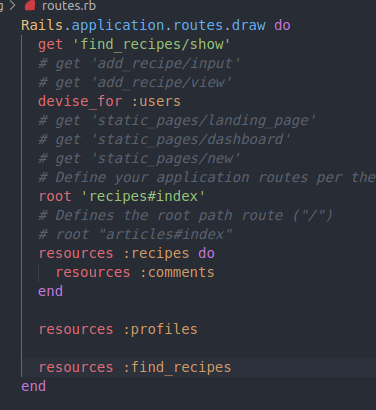 g > routes.rb
Rails.application.routes.draw do
get 'find_recipes/show'
# get 'add_recipe/input'
# get 'add_recipe/view'
devise_for :users
# get 'static_pages/landing_page'
# get 'static_pages/dashboard'
# get 'static_pages/new'
# Define your application routes per the
root 'recipes#index'
# Defines the root path route ("/")
# root "articles#index"
resources :recipes do
resources :comments
end
resources :profiles
resources :find_recipes
end